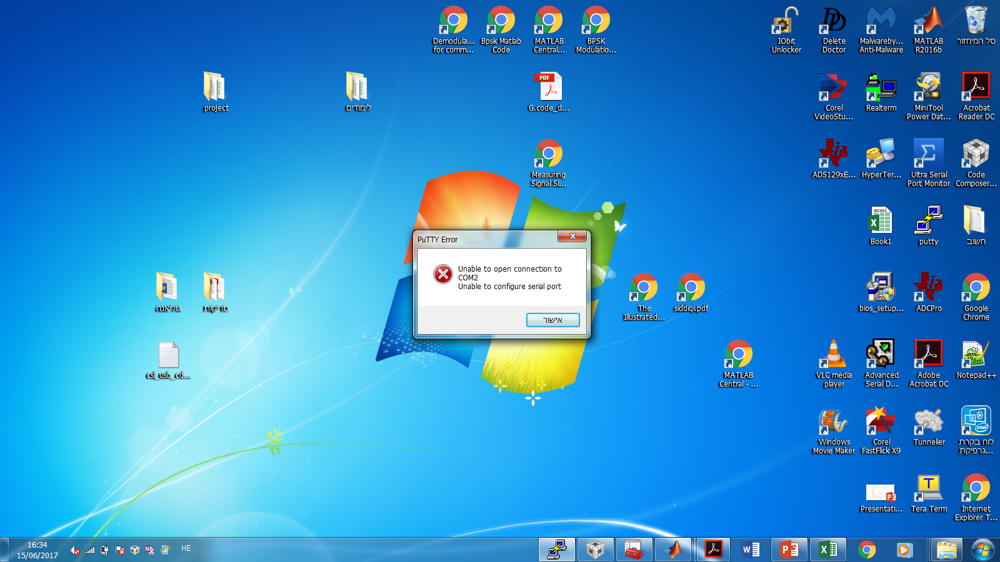 Demodula...
for comm...
Bpsk Matlab
Code
MATLAB
Central...
BPSK
Modulatio...
IObit
Unlocker
Delete
Doctor
Malwareby...
Anti-Malware
MATLAB
R2016b
סל המיחזור
project
לימודים
PDF
G.code_d...
Corel
VideoStu...
Realterm
MiniTool
Power Dat...
Acrobat
Reader DC
Measuring
Signal Si...
ADS129xE...
HyperTer...
Ultra Serial
Port Monitor
Code
Composer...
Book1
putty
חשוב
PuTTY Error
Unable to open connection to
COM2
Unable to configure serial port
אישור
גוליאנה
סריקות
The
Illustrated...
siddiqi.pdf
bios_setup...
ADCPro
Google
Chrome
csl_usb_cd...
MATLAB
Central - ...
VLC media
player
Advanced
Serial D...
Adobe
Acrobat DC
Notepad++
Windows
Movie Maker
Corel
FastFlick X9
Tunnelier
לוח בקרת
גרפיקת...
Presentati...
Tera Term
Internet
Explorer T...
16:34
15/06/2017
HE